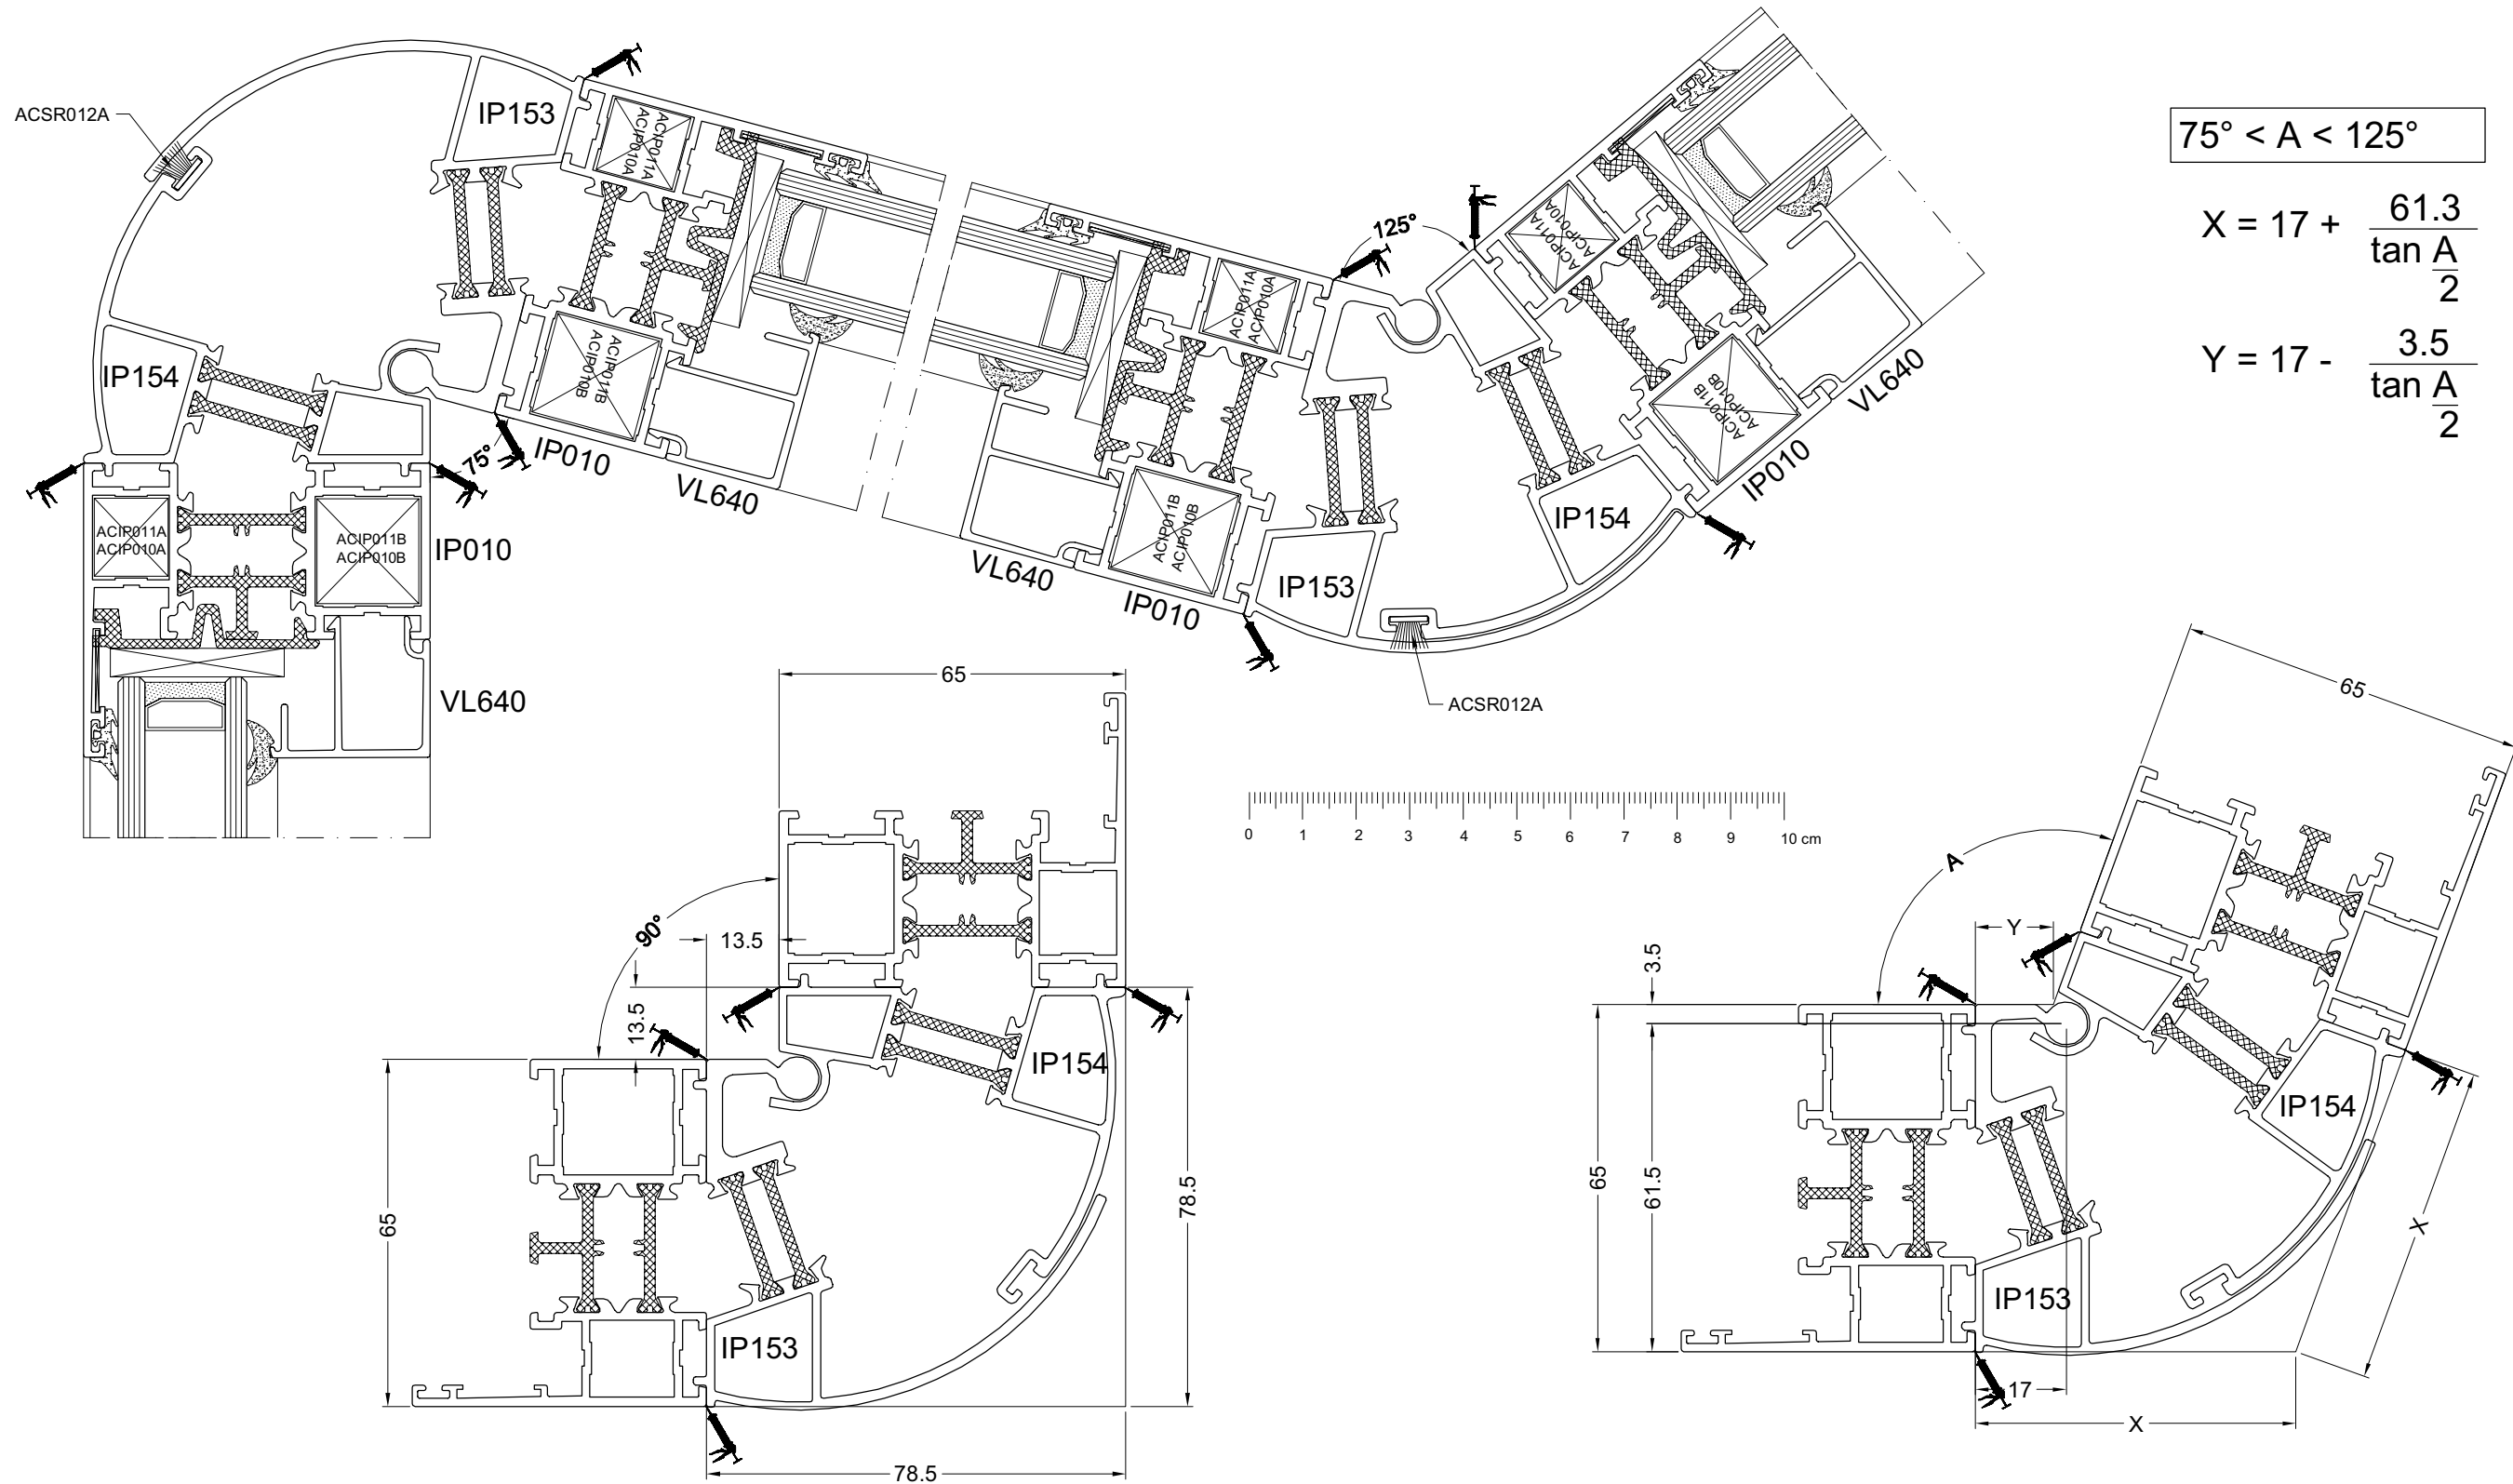 ACSR012A
IP153
ACIP011A
ACIP010A
IP154
75°
ACIP011B
ACIP010B
IP010
VL640
ACIP011A
ACIP010A
ACIP011B
ACIP010B
IP010
VL640
VL640
IP010
ACIP011A
ACIP010A
ACIP011B
ACIP010B
IP153
125°
ACIP011A
ACIP010A
ACIP011B
ACIP010B
IP154
IP010
VL640
ACSR012A
75° < A < 125°
X = 17 + 61.3
tan A
2
Y = 17 - 3.5
tan A
2
65
90°
13.5
13.5
IP154
IP153
65
78.5
78.5
0 1 2 3 4 5 6 7 8 9 10 cm
65
A
Y
3.5
65
61.5
IP154
IP153
17
X
X